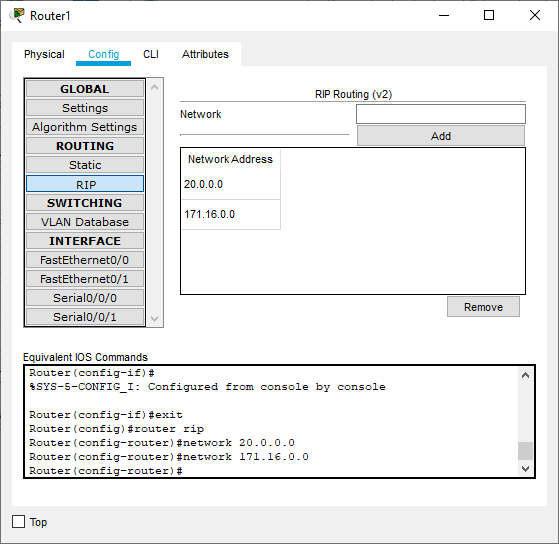 Router1
Physical Config CLI Attributes
GLOBAL
Settings
Algorithm Settings
ROUTING
Static
RIP
SWITCHING
VLAN Database
INTERFACE
FastEthernet0/0
FastEthernet0/1
Serial0/0/0
Serial0/0/1
RIP Routing (v2)
Network
Add
Network Address
20.0.0.0
171.16.0.0
Remove
Equivalent IOS Commands
Router(config-if)#
%SYS-5-CONFIG_I: Configured from console by console
Router(config-if)#exit
Router(config)#router rip
Router(config-router)#network 20.0.0.0
Router(config-router)#network 171.16.0.0
Router(config-router)#
Top